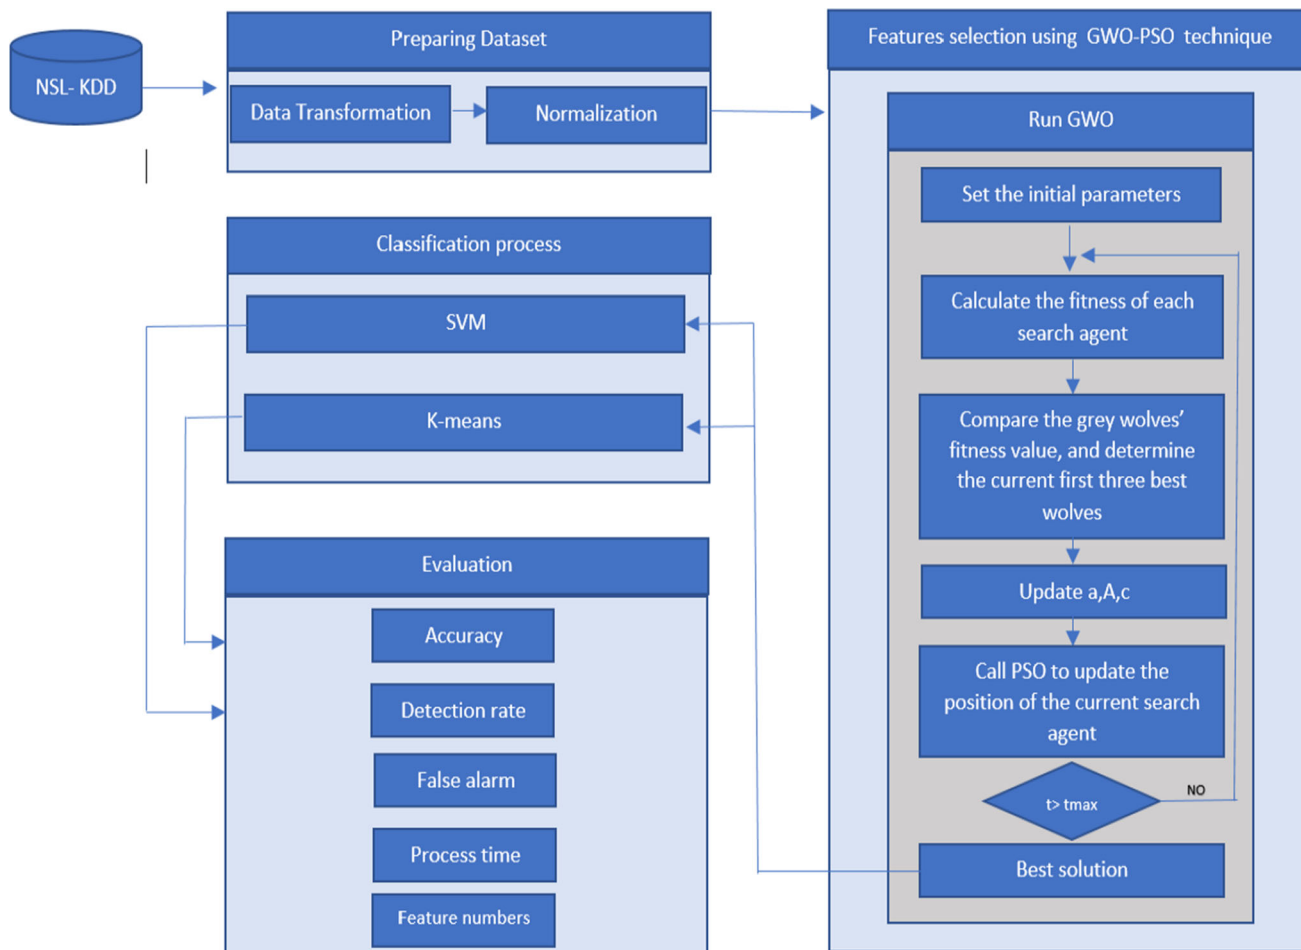 NSL- KDD
Preparing Dataset
Data Transformation
Normalization
Features selection using GWO-PSO technique
Run GWO
Set the initial parameters
Calculate the fitness of each
search agent
Compare the grey wolves’
fitness value, and determine
the current first three best
wolves
Update a,A,c
Call PSO to update the
position of the current search
agent
t> tmax
NO
Best solution
Classification process
SVM
K-means
Evaluation
Accuracy
Detection rate
False alarm
Process time
Feature numbers